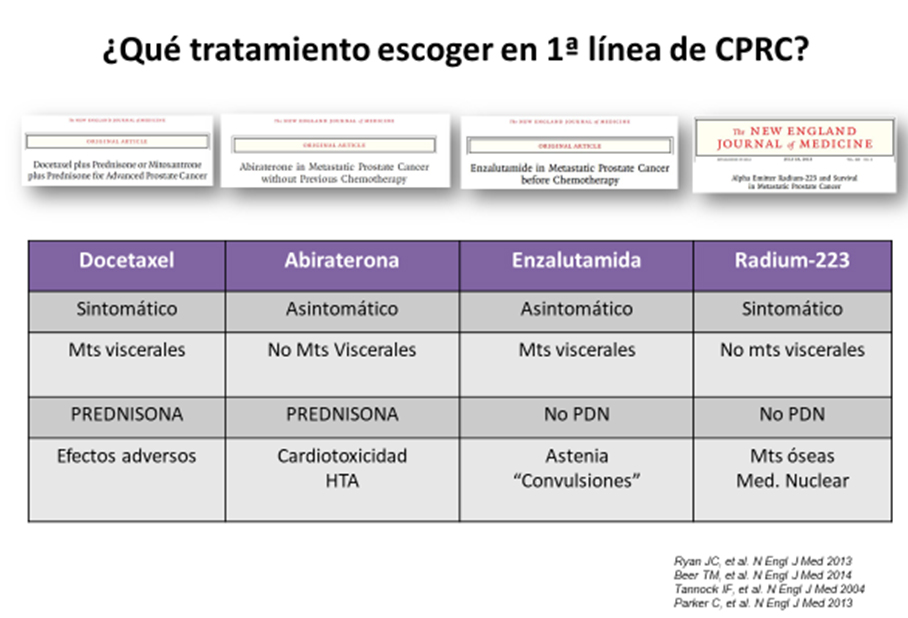 ¿Qué tratamiento escoger en 1ª línea de CPRC?
The NEW ENGLAND JOURNAL of MEDICINE
ORIGINAL ARTICLE
Docetaxel plus Prednisone or Mitoxantrone
plus Prednisone for Advanced Prostate Cancer
The NEW ENGLAND JOURNAL of MEDICINE
ORIGINAL ARTICLE
Abiraterone in Metastatic Prostate Cancer
without Previous Chemotherapy
The NEW ENGLAND JOURNAL of MEDICINE
ORIGINAL ARTICLE
Enzalutamide in Metastatic Prostate Cancer
before Chemotherapy
The NEW ENGLAND
JOURNAL of MEDICINE
Alpha Emitter Radium-223 and Survival
in Metastatic Prostate Cancer
Docetaxel Abiraterona Enzalutamida Radium-223
Sintomático Asintomático Asintomático Sintomático
Mts viscerales No Mts Viscerales Mts viscerales No mts viscerales
PREDNISONA PREDNISONA No PDN No PDN
Efectos adversos Cardiotoxicidad Astenia Mts óseas
HTA “Convulsiones” Med. Nuclear
Ryan JC, et al. N Engl J Med 2013
Beer TM, et al. N Engl J Med 2014
Tannock IF, et al. N Engl J Med 2004
Parker C, et al. N Engl J Med 2013